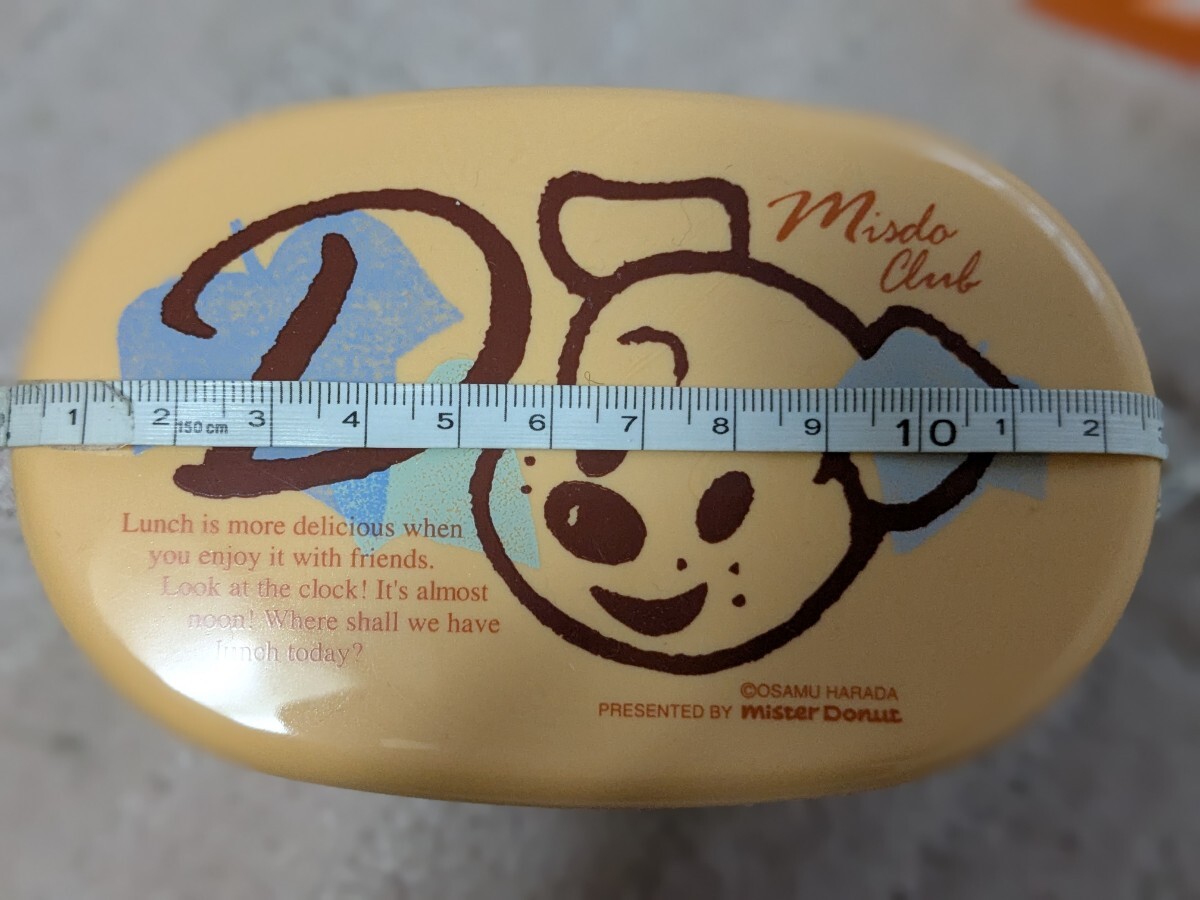 Misdo
Club
1 2 3 4 5 6 7 8 9 10 1 2
150 cm
Lunch is more delicious when
you enjoy it with friends.
Look at the clock! It's almost
noon! Where shall we have
lunch today?
©OSAMU HARADA
PRESENTED BY mister Donut